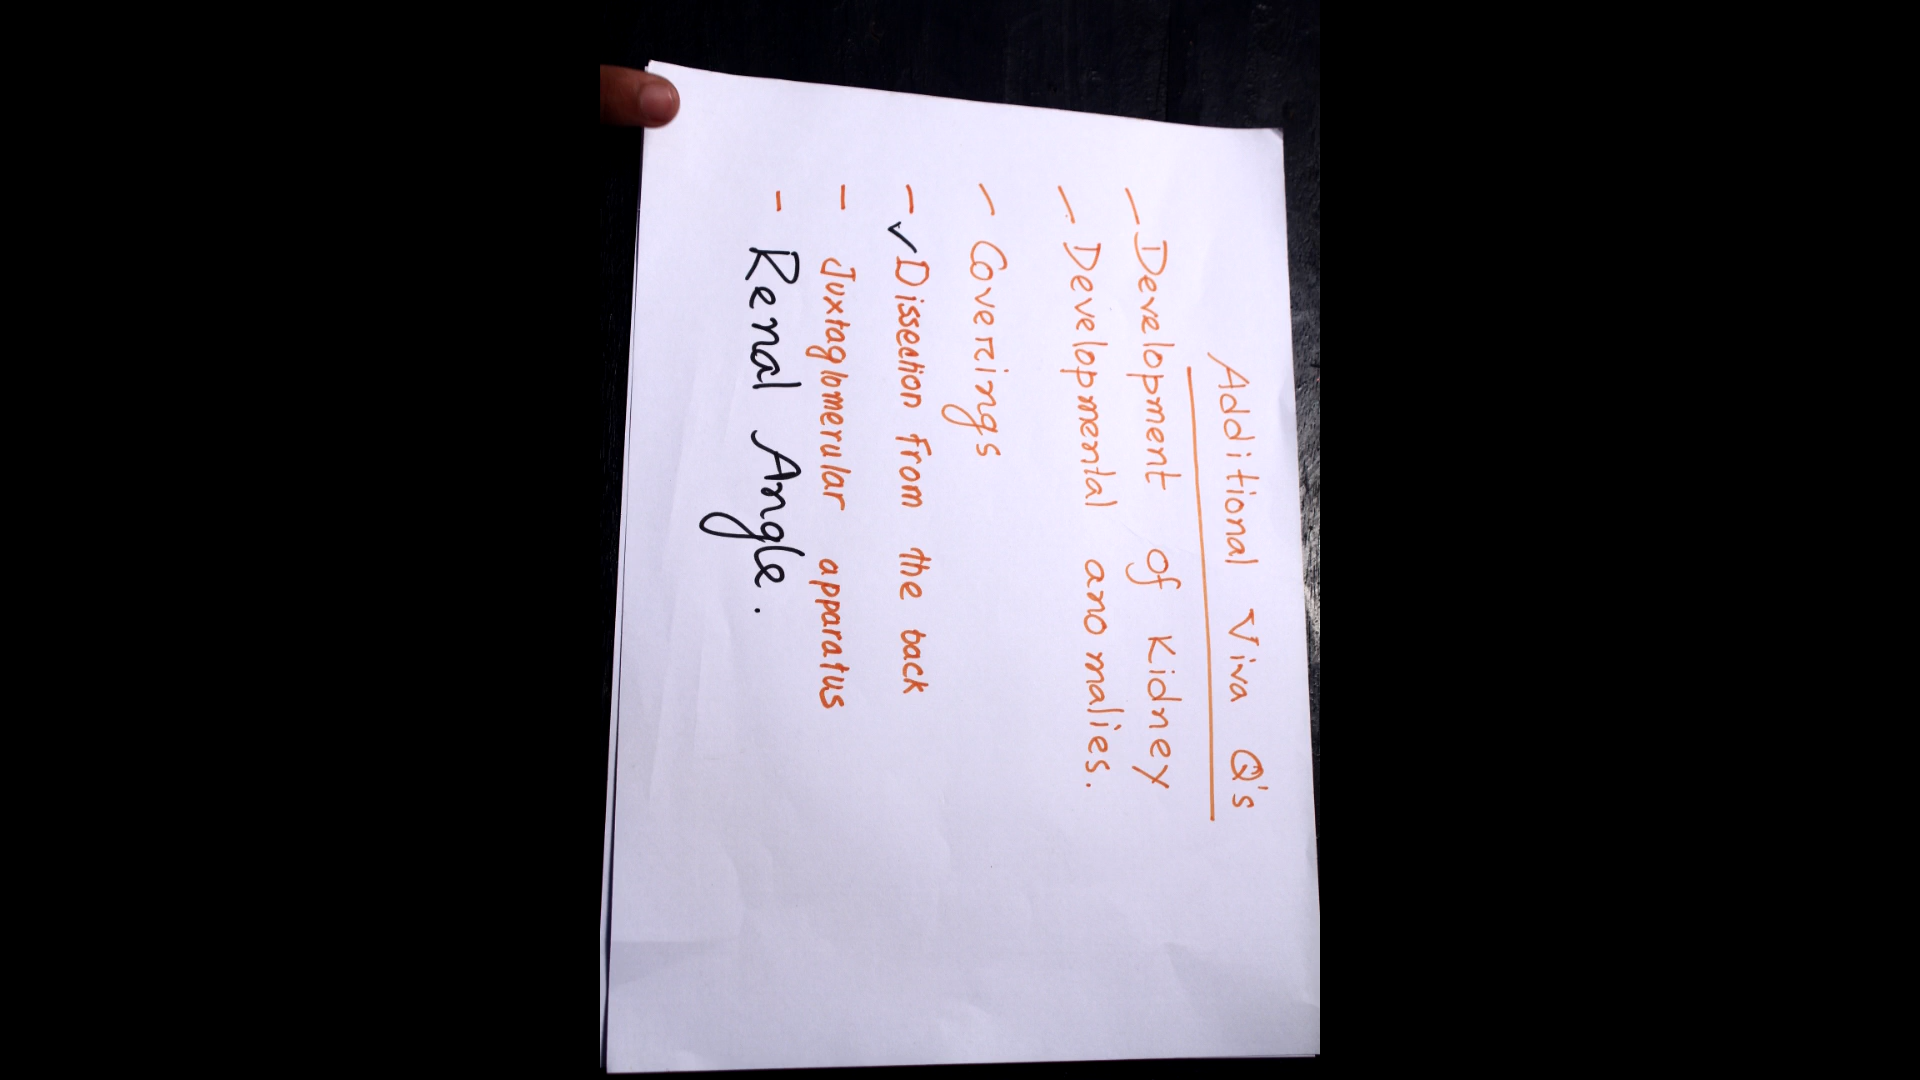 Additional Viva Q's
- Development of Kidney
- Developmental anomalies.
- Coverings
- ✓ Dissection from the back
- Juxtaglomerular apparatus
- Renal Angle.